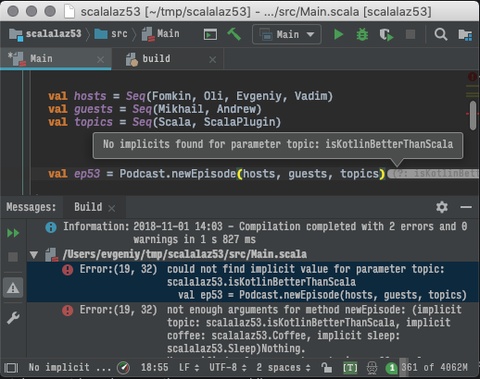 scalalaz53 [~/tmp/scalalaz53] - .../src/Main.scala [scalalaz53]
scalalaz53 src Main Main
Main build
val hosts = Seq(Fomkin, Oli, Evgeniy, Vadim)
val guests = Seq(Mikhail, Andrew)
val topics = Seq(Scala, ScalaPlugin)
No implicits found for parameter topic: isKotlinBetterThanScala
val ep53 = Podcast.newEpisode(hosts, guests, topics)(?: isKotlinBett
Messages: Build
Information: 2018-11-01 14:03 - Compilation completed with 2 errors and 0
warnings in 1 s 827 ms
/Users/evgeniy/tmp/scalalaz53/src/Main.scala
Error:(19, 32) could not find implicit value for parameter topic:
scalalaz53.isKotlinBetterThanScala
val ep53 = Podcast.newEpisode(hosts, guests, topics)
Error:(19, 32) not enough arguments for method newEpisode: (implicit
topic: scalalaz53.isKotlinBetterThanScala, implicit
coffee: scalalaz53.Coffee, implicit sleep:
scalalaz53.Sleep)Nothing.
No implicit ... 18:55 LF UTF-8 2 spaces [T] 1 361 of 4062M